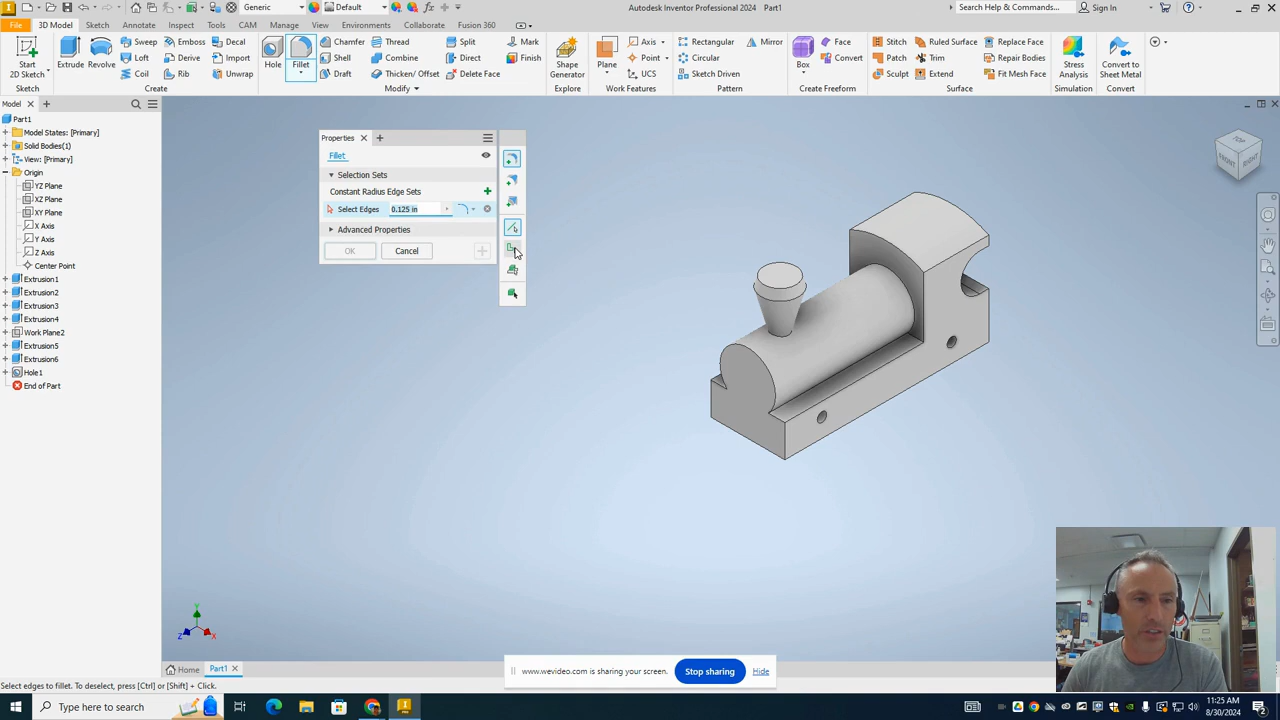 Generic
Default
Autodesk Inventor Professional 2024 Part1
Search Help & Commands...
Sign In
File
3D Model
Sketch
Annotate
Inspect
Tools
CAM
Manage
View
Environments
Collaborate
Fusion 360
Start
2D Sketch
Sketch
Extrude
Revolve
Sweep
Loft
Coil
Emboss
Derive
Rib
Decal
Import
Unwrap
Create
Hole
Fillet
Chamfer
Shell
Draft
Thread
Combine
Thicken/ Offset
Split
Direct
Delete Face
Modify
Mark
Finish
Shape
Generator
Explore
Plane
Axis
Point
UCS
Work Features
Rectangular
Circular
Sketch Driven
Mirror
Pattern
Box
Face
Convert
Create Freeform
Stitch
Patch
Sculpt
Ruled Surface
Trim
Extend
Replace Face
Repair Bodies
Fit Mesh Face
Surface
Stress
Analysis
Simulation
Convert to
Sheet Metal
Convert
Model
Part1
Model States: [Primary]
Solid Bodies(1)
View: [Primary]
Origin
YZ Plane
XZ Plane
XY Plane
X Axis
Y Axis
Z Axis
Center Point
Extrusion1
Extrusion2
Extrusion3
Extrusion4
Work Plane2
Extrusion5
Extrusion6
Hole1
End of Part
Properties
Fillet
Selection Sets
Constant Radius Edge Sets
Select Edges
0.125 in
Advanced Properties
OK
Cancel
TOP
FRONT
RIGHT
Y
Z
X
Home
Part1
www.wevideo.com is sharing your screen.
Stop sharing
Hide
Select edges to fillet. To deselect, press [Ctrl] or [Shift] + Click.
Type here to search
11:25 AM
8/30/2024
2